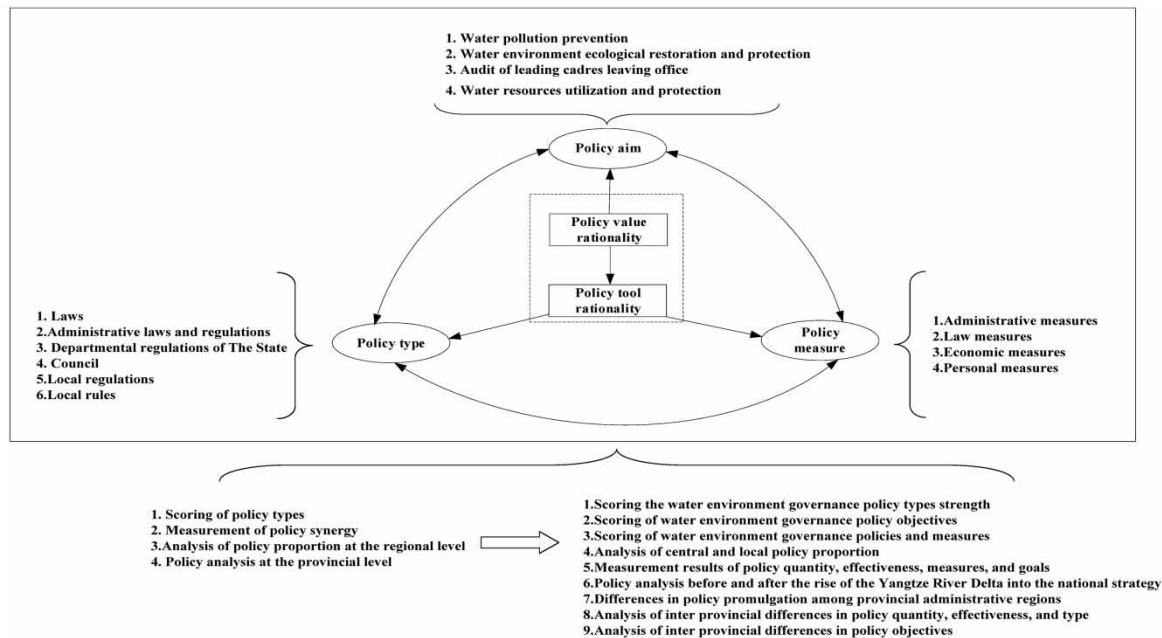 1. Water pollution prevention
2. Water environment ecological restoration and protection
3. Audit of leading cadres leaving office
4. Water resources utilization and protection
Policy aim
Policy value
rationality
Policy tool
rationality
1. Laws
2.Administrative laws and regulations
3. Departmental regulations of The State
4. Council
5.Local regulations
6.Local rules
Policy type
Policy
measure
1.Administrative measures
2.Law measures
3.Economic measures
4.Personal measures
1. Scoring of policy types
2. Measurement of policy synergy
3.Analysis of policy proportion at the regional level
4. Policy analysis at the provincial level
1.Scoring the water environment governance policy types strength
2.Scoring of water environment governance policy objectives
3.Scoring of water environment governance policies and measures
4.Analysis of central and local policy proportion
5.Measurement results of policy quantity, effectiveness, measures, and goals
6.Policy analysis before and after the rise of the Yangtze River Delta into the national strategy
7.Differences in policy promulgation among provincial administrative regions
8.Analysis of inter provincial differences in policy quantity, effectiveness, and type
9.Analysis of inter provincial differences in policy objectives